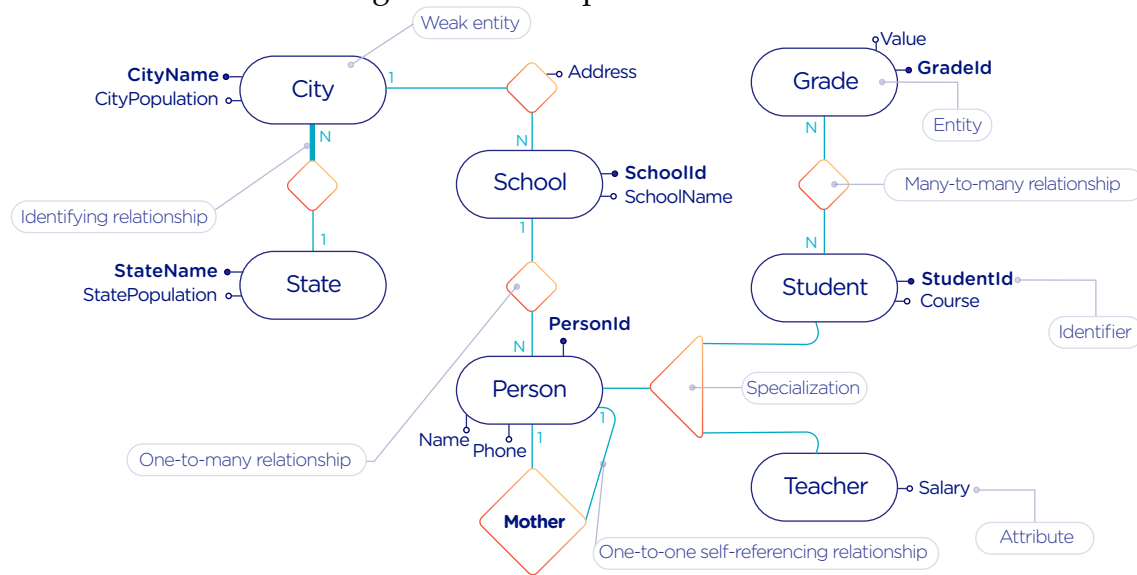 Weak entity
Value
CityName
City
1
Address
Grade
GradeId
CityPopulation
Entity
N
N
N
School
SchoolId
SchoolName
Many-to-many relationship
Identifying relationship
1
1
N
StateName
State
StatePopulation
Student
StudentId
Course
PersonId
Identifier
N
Person
Specialization
1
Name
1
Phone
One-to-many relationship
Teacher
Salary
Mother
Attribute
One-to-one self-referencing relationship